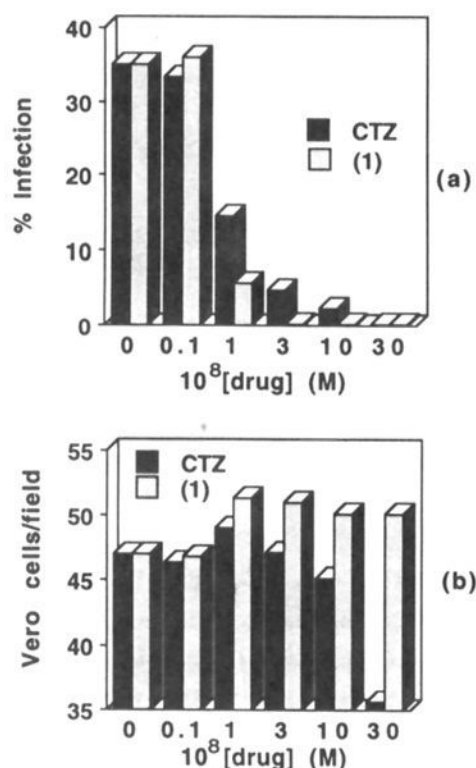 40
30
20
10
0
% Infection
CTZ
(1)
(a)
0 0.1 1 3 10 30
10⁸[drug] (M)
55
50
45
40
35
Vero cells/field
CTZ
(1)
(b)
0 0.1 1 3 10 30
10⁸[drug] (M)